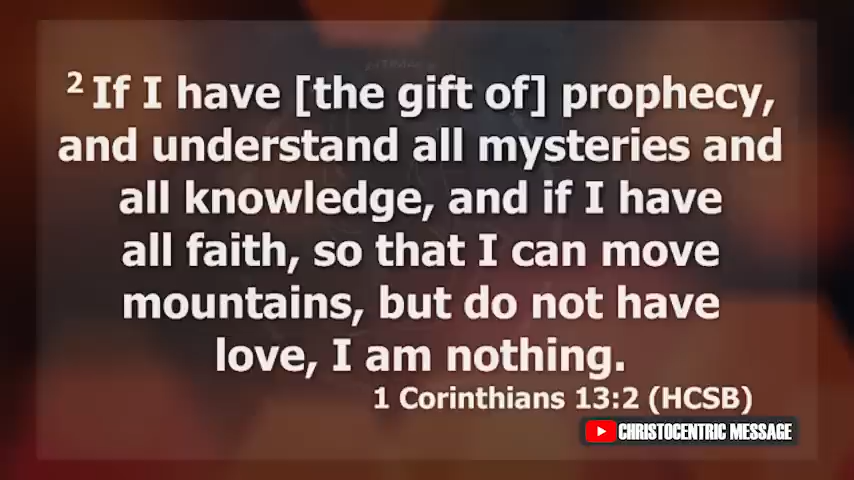 2 If I have [the gift of] prophecy,
and understand all mysteries and
all knowledge, and if I have
all faith, so that I can move
mountains, but do not have
love, I am nothing.
1 Corinthians 13:2 (HCSB)
CHRISTOCENTRIC MESSAGE